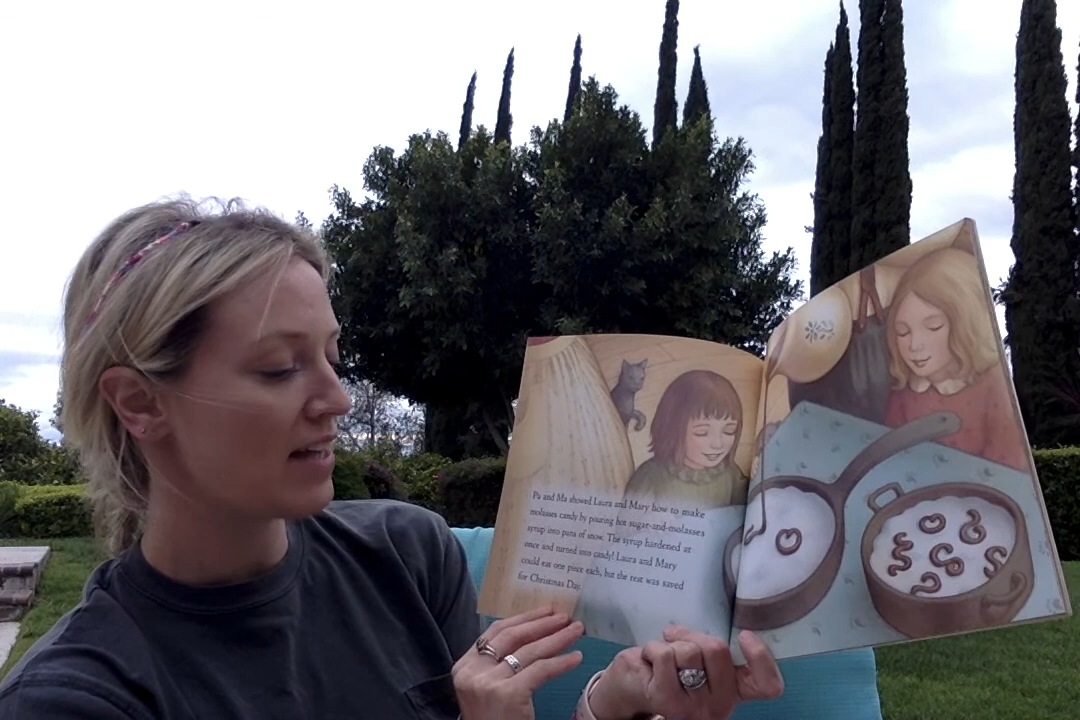 Pa and Ma showed Laura and Mary how to make
molasses candy by pouring hot sugar-and-molasses
syrup into pans of snow. The syrup hardened at
once and turned into candy! Laura and Mary
could eat one piece each, but the rest was saved
for Christmas Day.